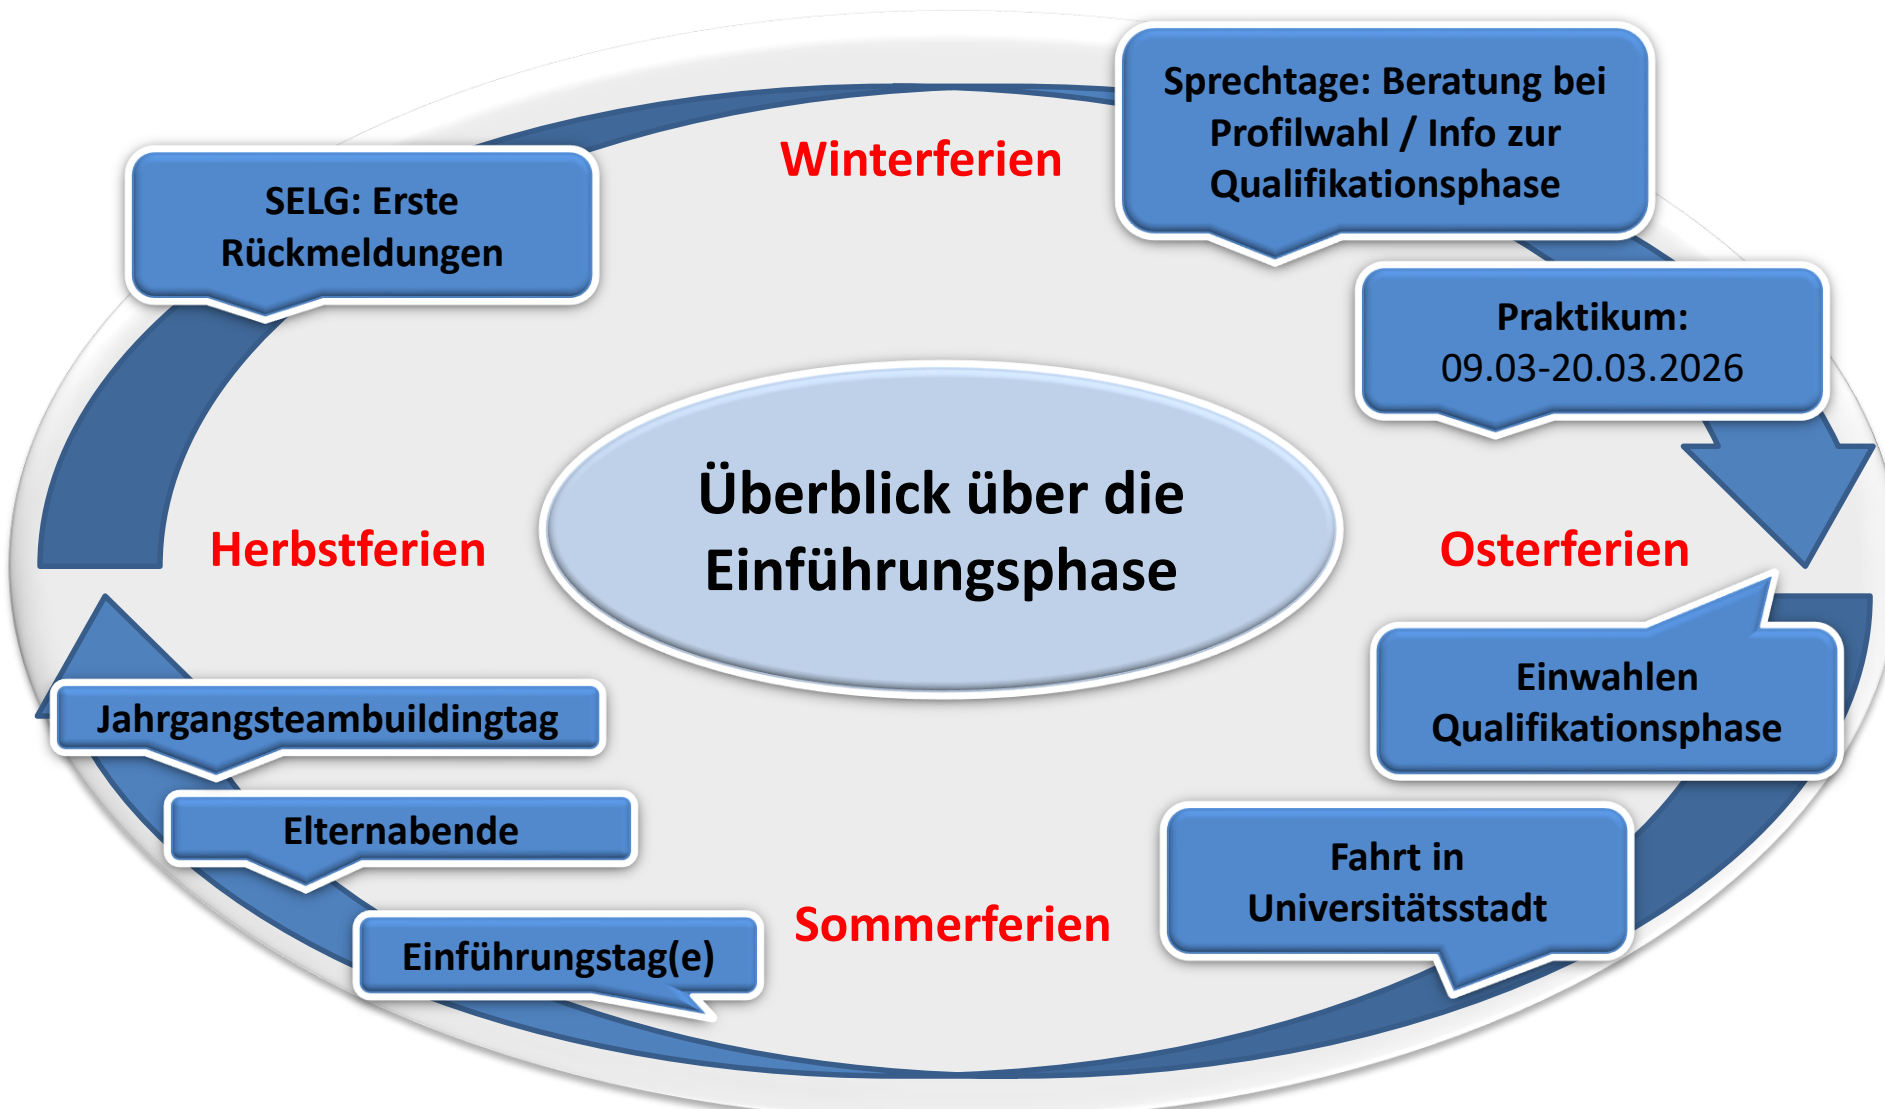 Sprechtage: Beratung bei
Profilwahl / Info zur
Qualifikationsphase
Winterferien
SELG: Erste
Rückmeldungen
Praktikum:
09.03-20.03.2026
Überblick über die
Einführungsphase
Herbstferien
Osterferien
Einwahlen
Qualifikationsphase
Jahrgangsteambuildingtag
Elternabende
Fahrt in
Universitätsstadt
Sommerferien
Einführungstag(e)